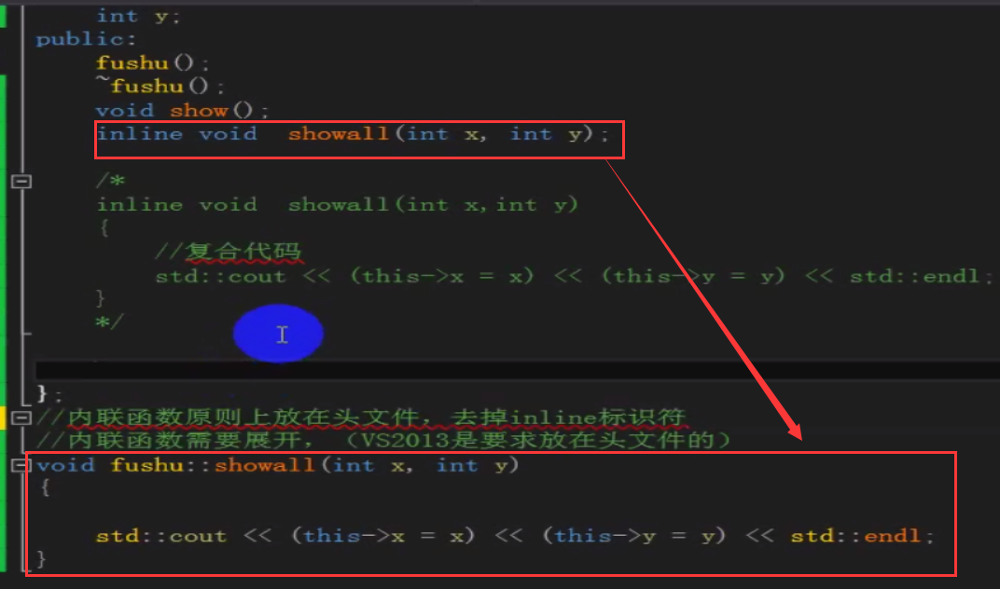 int y;
public:
fushu();
~fushu();
void show();
inline void  showall(int x,  int y);
/*
inline void  showall(int x,int y)
{
//复合代码
std::cout << (this->x = x) << (this->y = y) << std::endl;
}
*/
};
//内联函数原则上放在头文件，去掉inline标识符
//内联函数需要展开，（VS2013是要求放在头文件的）
void fushu::showall(int x,  int y)
{
std::cout << (this->x = x) << (this->y = y) << std::endl;
}